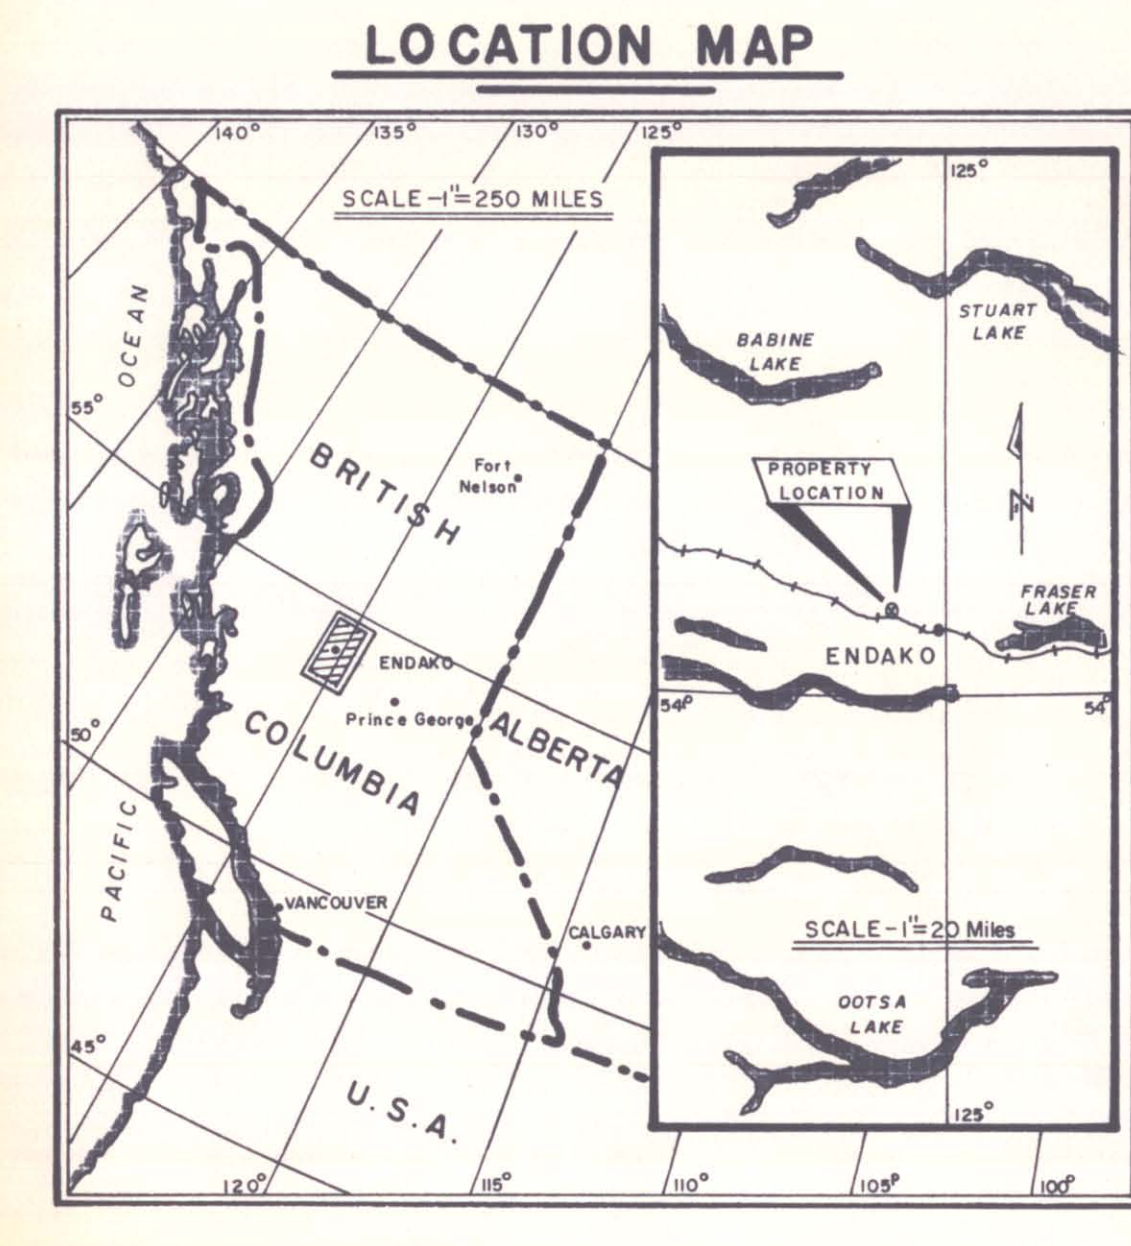 LOCATION MAP
140°
135°
130°
125°
SCALE-1"=250 MILES
OCEAN
55°
BRITISH
Fort
Nelson
ENDAKO
Prince George
COLUMBIA
ALBERTA
50°
PACIFIC
VANCOUVER
CALGARY
45°
U.S.A.
120°
115°
110°
105°
100°
125°
STUART
LAKE
BABINE
LAKE
PROPERTY
LOCATION
N
FRASER
LAKE
ENDAKO
54°
54°
SCALE-1"=20 Miles
OOTSA
LAKE
125°